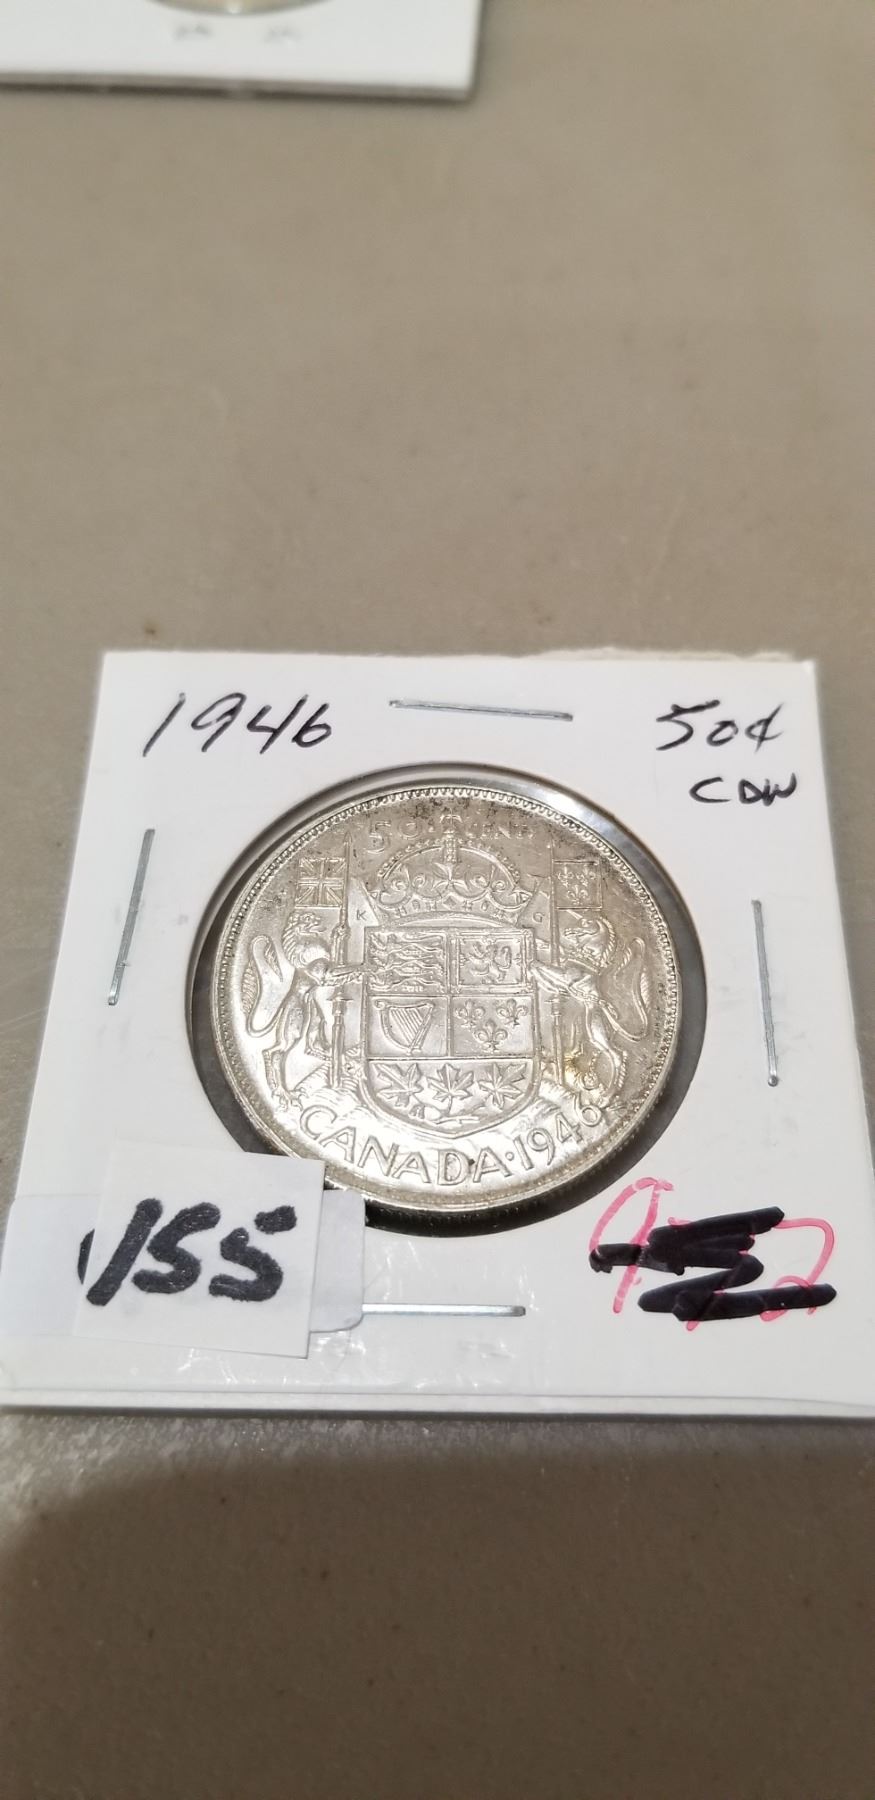 1946
50¢
CDN
50 CENTS
K G
CANADA·1946
155